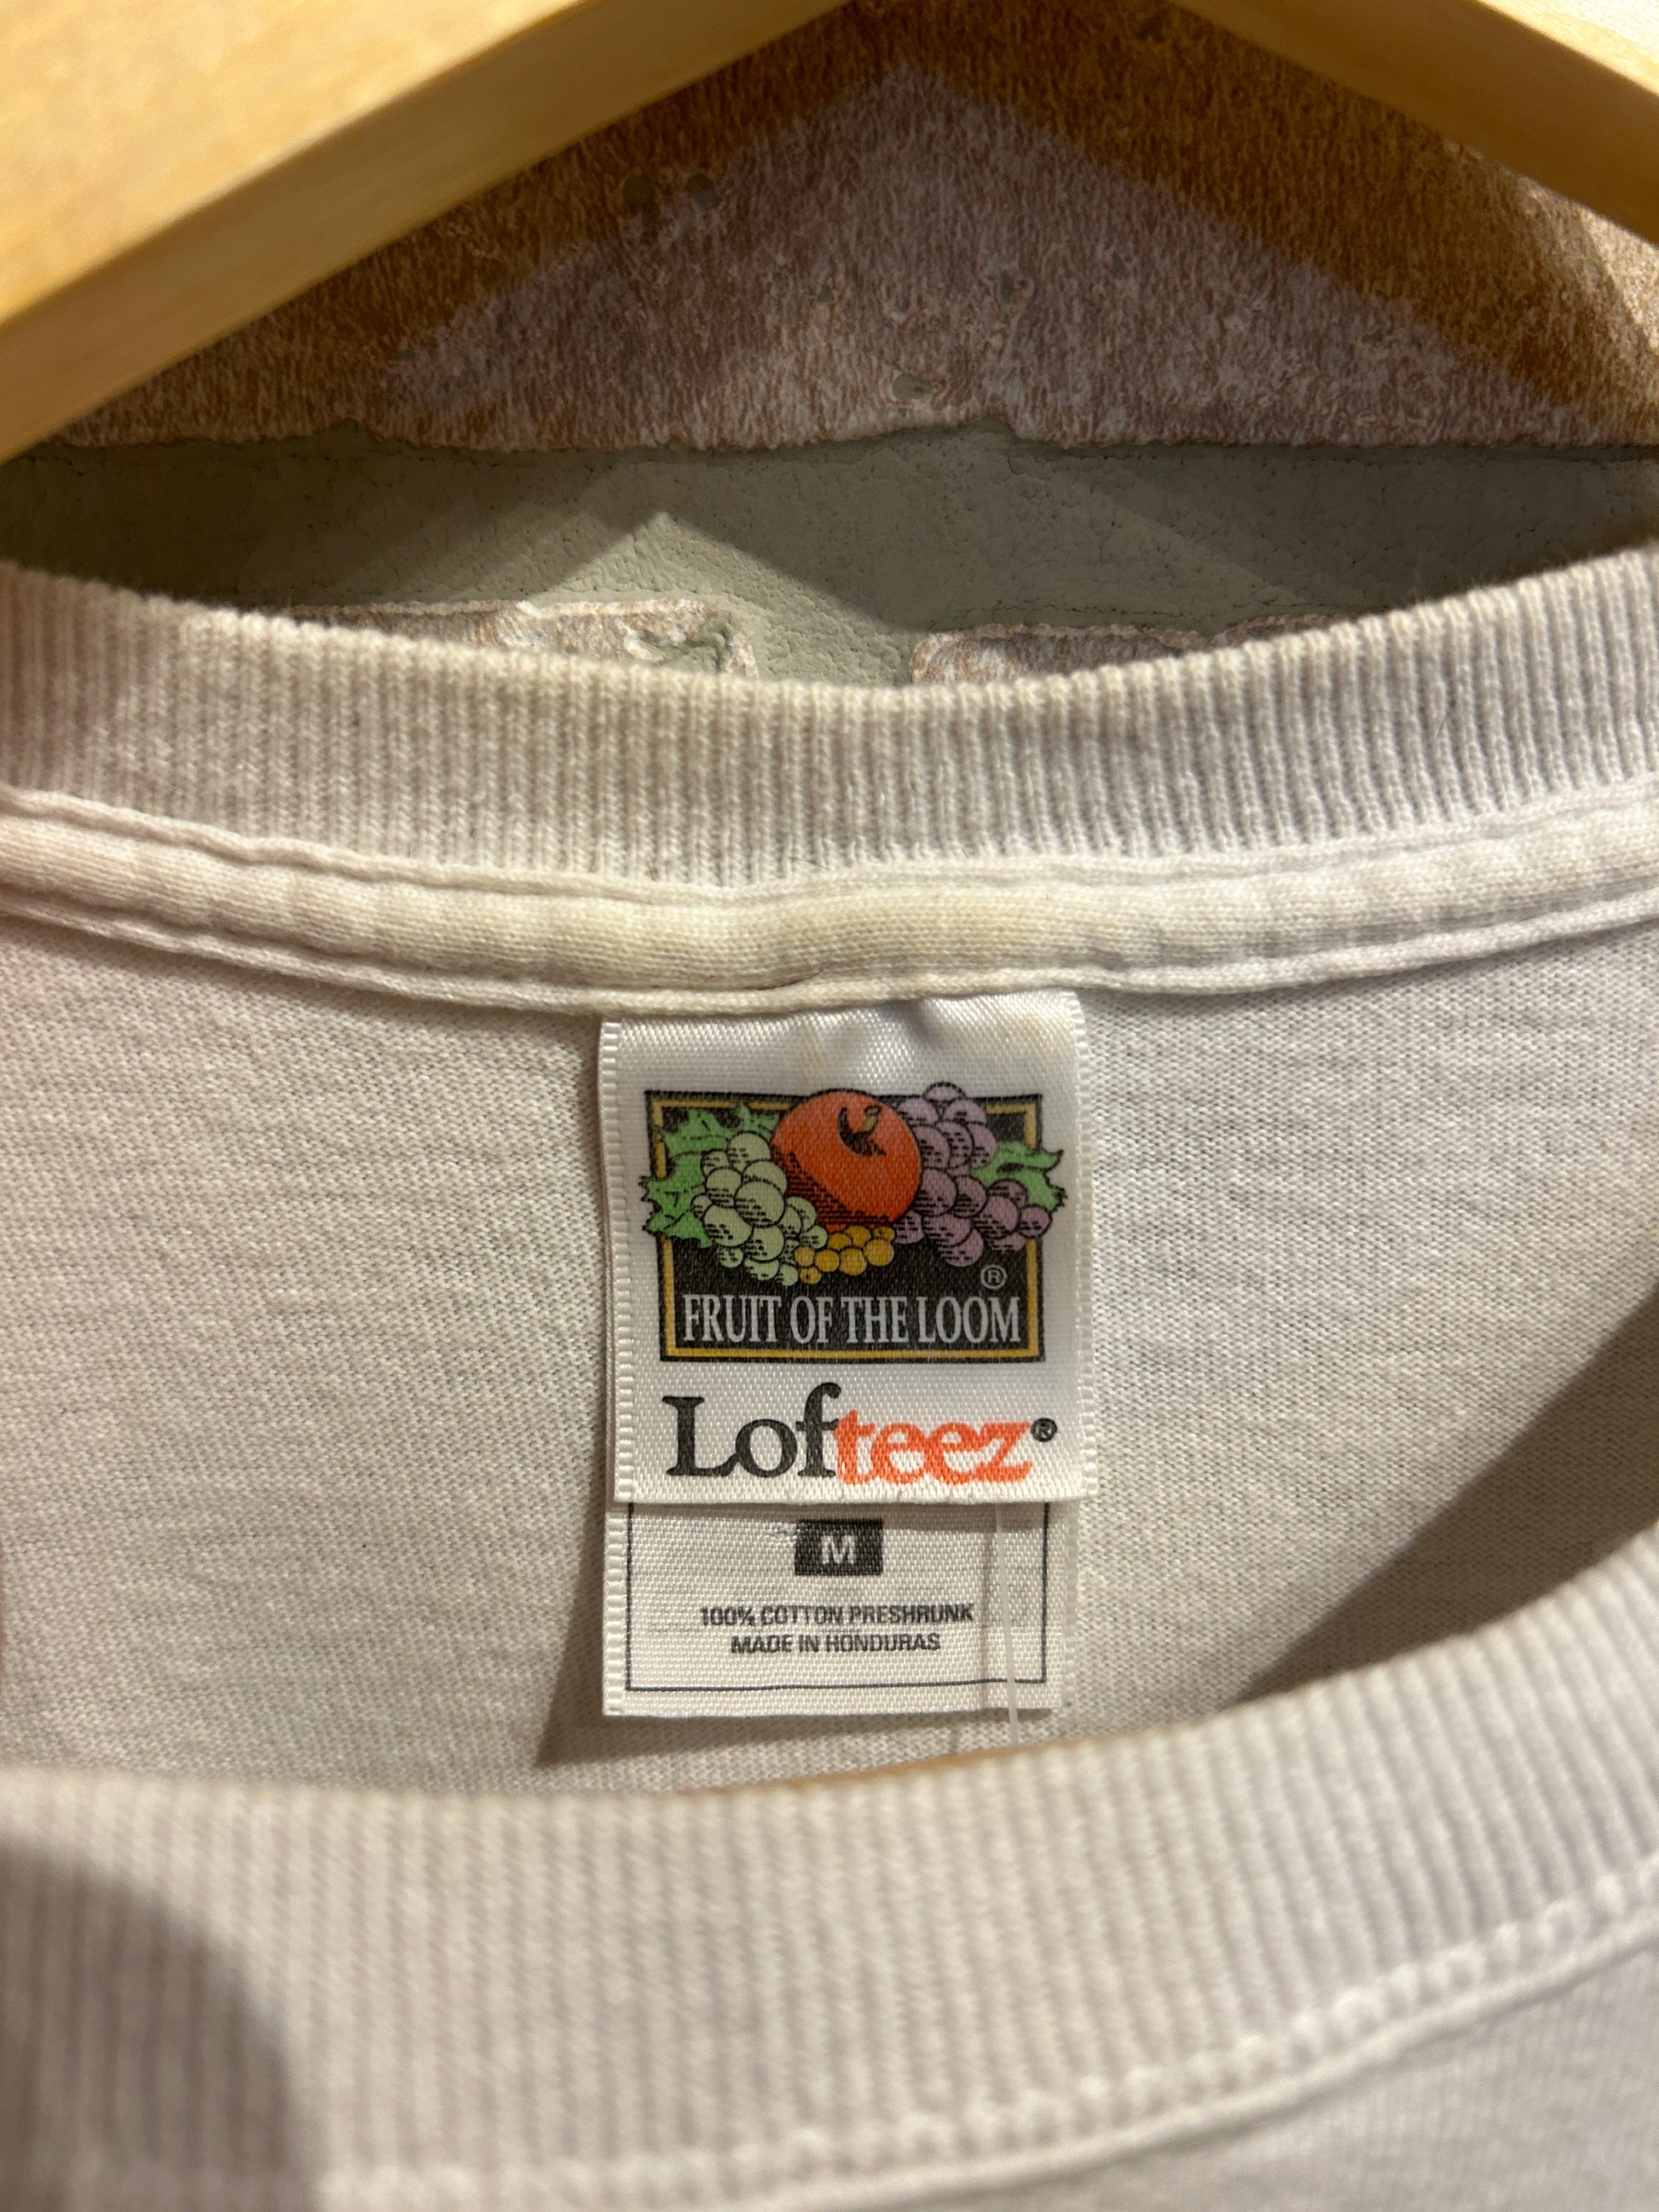 ®
FRUIT OF THE LOOM
Lofteez®
M
100% COTTON PRESHRUNK
MADE IN HONDURAS